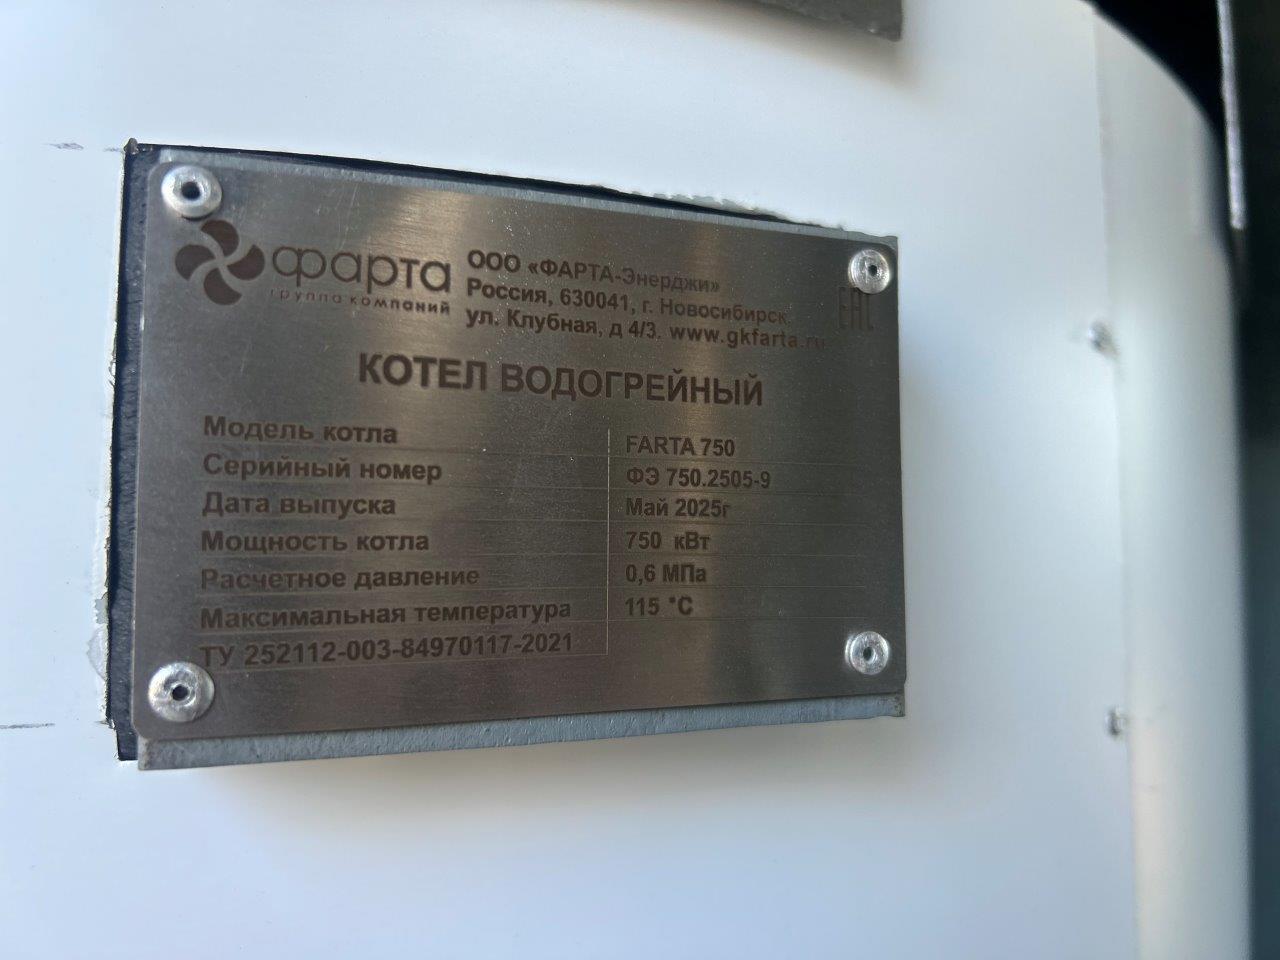 фарта
группа компаний
ООО «ФАРТА-Энерджи»
Россия, 630041, г. Новосибирск,
ул. Клубная, д 4/3. www.gkfarta.ru
EAC
КОТЕЛ ВОДОГРЕЙНЫЙ
Модель котла FARTA 750
Серийный номер ФЭ 750.2505-9
Дата выпуска Май 2025г
Мощность котла 750 кВт
Расчетное давление 0,6 МПа
Максимальная температура 115 °С
ТУ 252112-003-84970117-2021